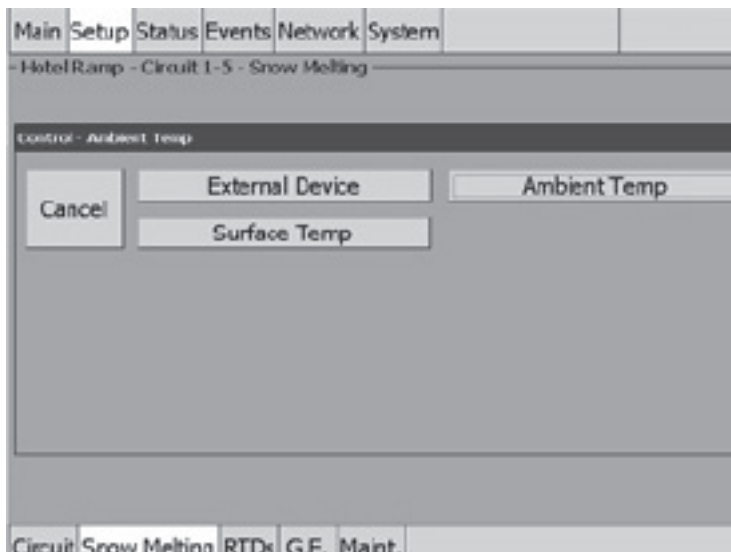 Main Setup Status Events Network System
Hotel Ramp - Circuit 1-5 - Snow Melting
Control - Ambient Temp
Cancel
External Device
Ambient Temp
Surface Temp
Circuit Snow Melting RTDs G.F. Maint.